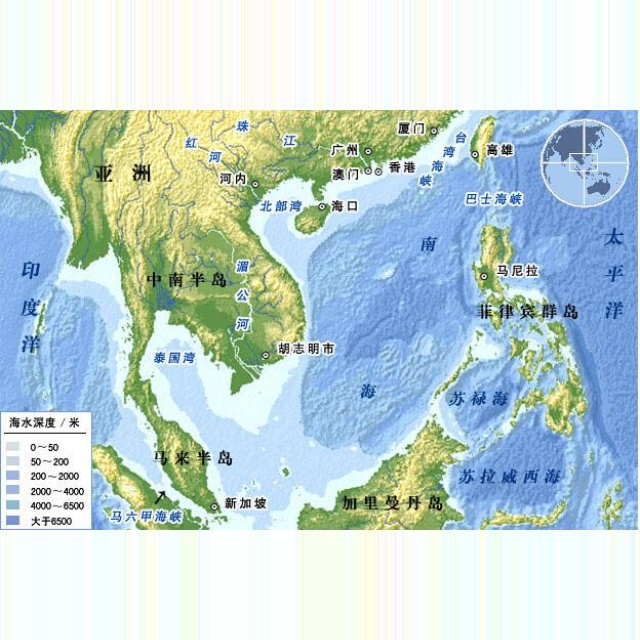 厦门
珠
江
红
河
广州
台
湾
海
峡
高雄
亚洲
河内
澳门
香港
北部湾
海口
巴士海峡
南
太
平
洋
印
度
洋
中南半岛
湄
公
河
马尼拉
菲律宾群岛
泰国湾
胡志明市
海
苏禄海
海水深度 / 米
0～50
50～200
200～2000
2000～4000
4000～6500
大于6500
马来半岛
苏拉威西海
新加坡
加里曼丹岛
马六甲海峡